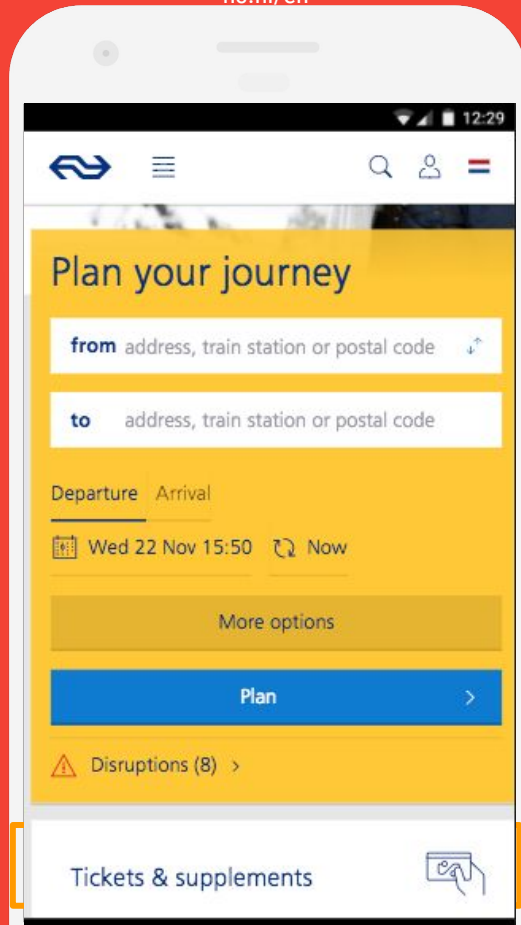 12:29
Plan your journey
from address, train station or postal code
to address, train station or postal code
Departure Arrival
Wed 22 Nov 15:50 Now
More options
Plan
Disruptions (8)
Tickets & supplements